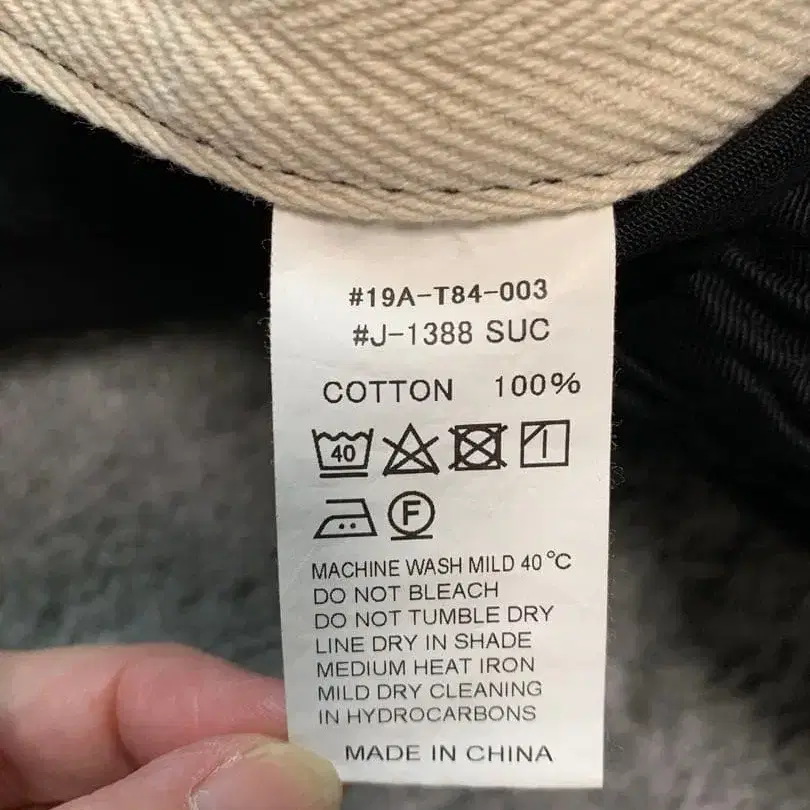 #19A-T84-003
#J-1388 SUC
COTTON 100%
40
F
MACHINE WASH MILD 40°C
DO NOT BLEACH
DO NOT TUMBLE DRY
LINE DRY IN SHADE
MEDIUM HEAT IRON
MILD DRY CLEANING
IN HYDROCARBONS
MADE IN CHINA